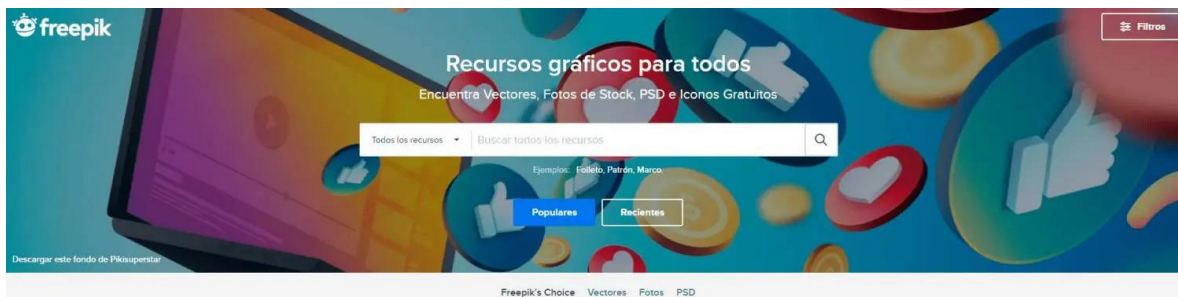 freepik
Filtros
Recursos gráficos para todos
Encuentra Vectores, Fotos de Stock, PSD e Iconos Gratuitos
Todos los recursos Buscar todos los recursos
Ejemplos: Folleto, Patrón, Marco.
Populares Recientes
Descargar este fondo de Pikisuperstar
Freepik's Choice Vectores Fotos PSD